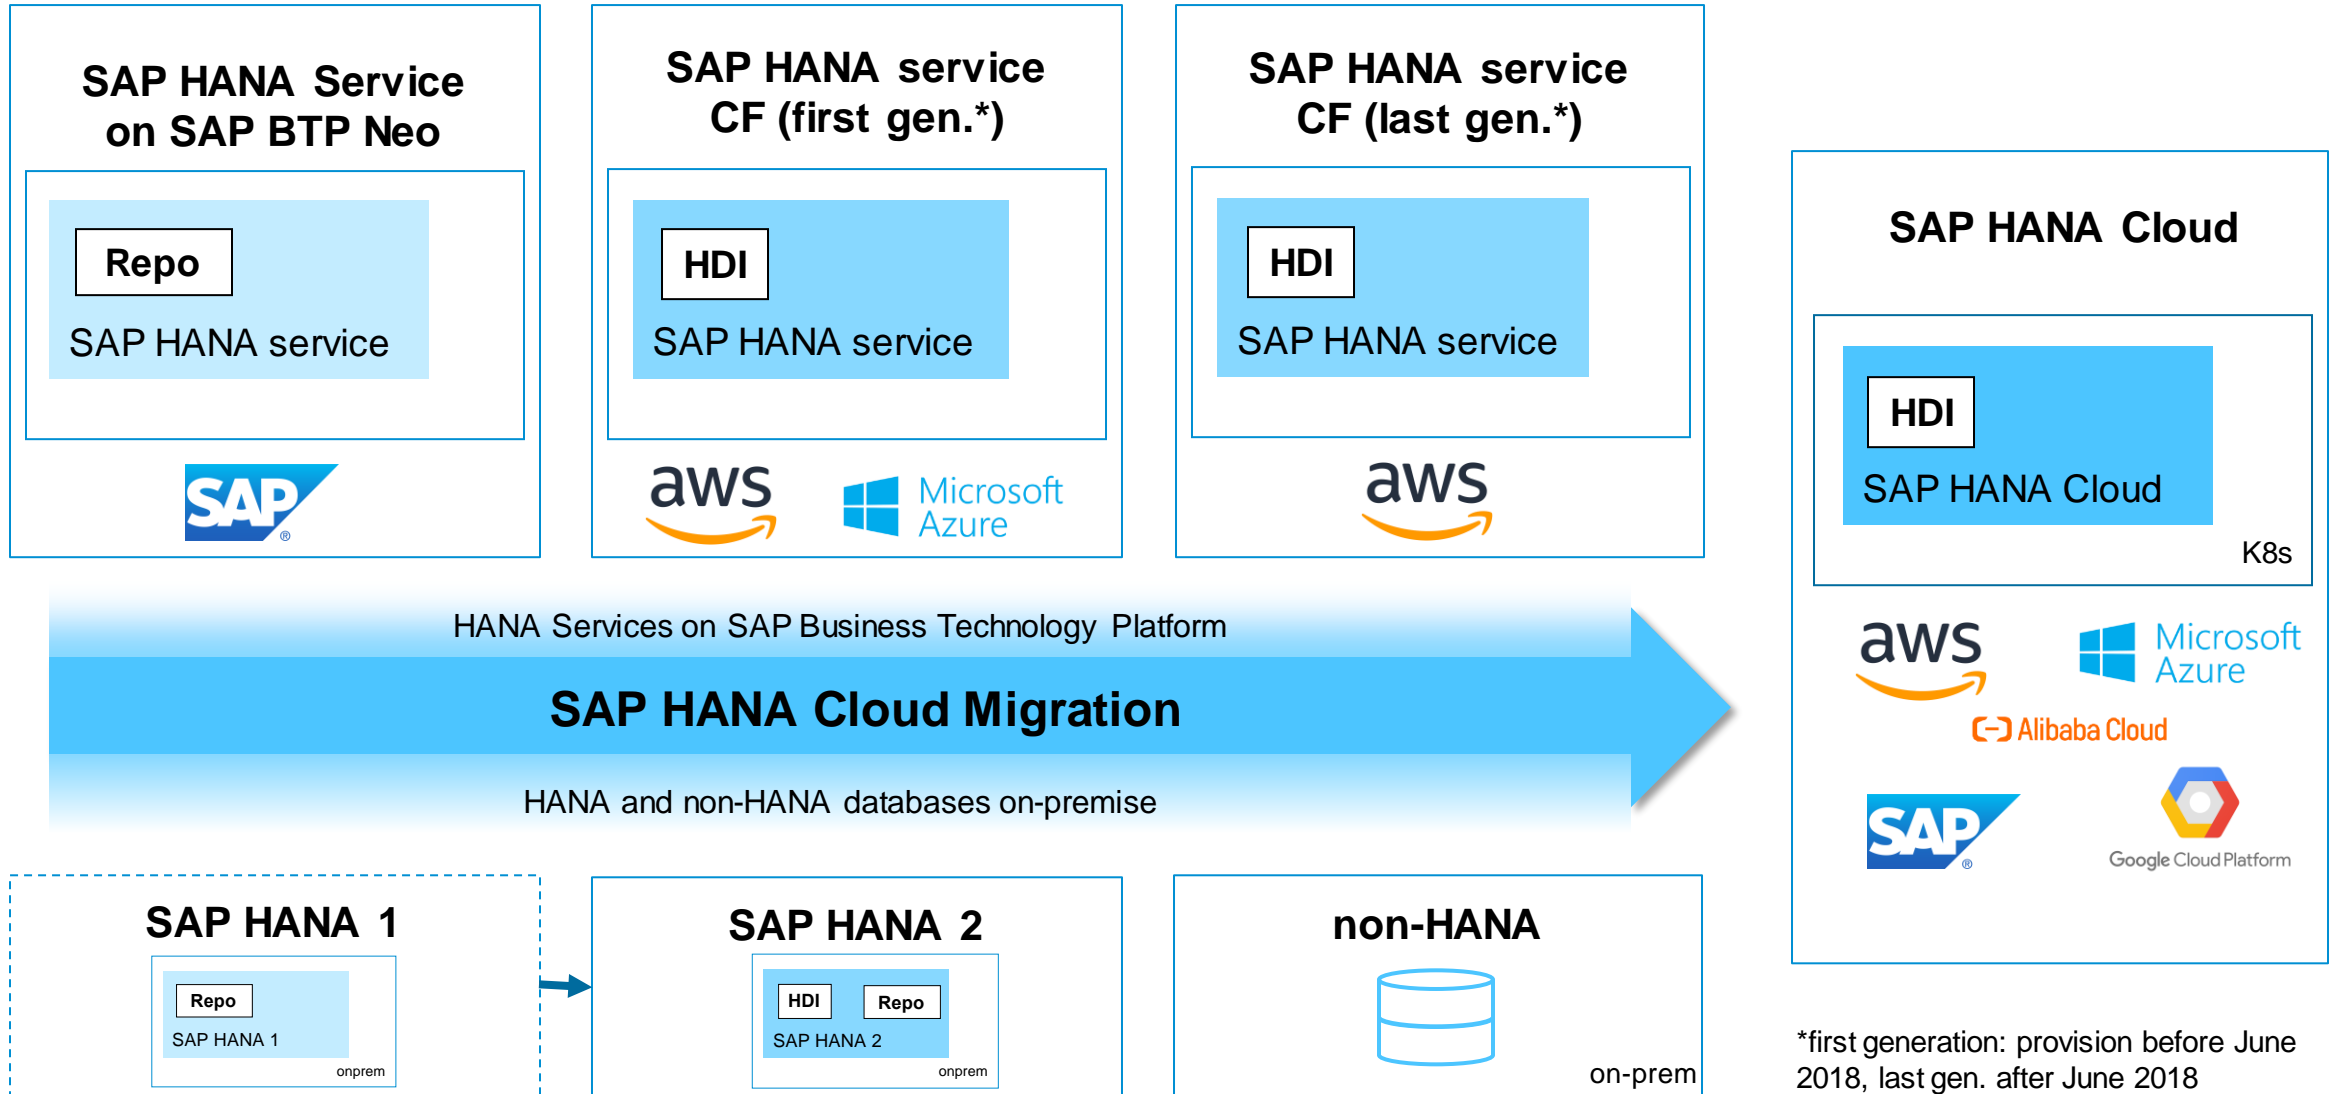 SAP HANA Service
on SAP BTP Neo
Repo
SAP HANA service
SAP
®
SAP HANA service
CF (first gen.*)
HDI
SAP HANA service
aws
Microsoft
Azure
SAP HANA service
CF (last gen.*)
HDI
SAP HANA service
aws
SAP HANA Cloud
HDI
SAP HANA Cloud
K8s
aws
Microsoft
Azure
Alibaba Cloud
SAP
®
Google Cloud Platform
HANA Services on SAP Business Technology Platform
SAP HANA Cloud Migration
HANA and non-HANA databases on-premise
SAP HANA 1
Repo
SAP HANA 1
onprem
SAP HANA 2
HDI
Repo
SAP HANA 2
onprem
non-HANA
on-prem
*first generation: provision before June
2018, last gen. after June 2018